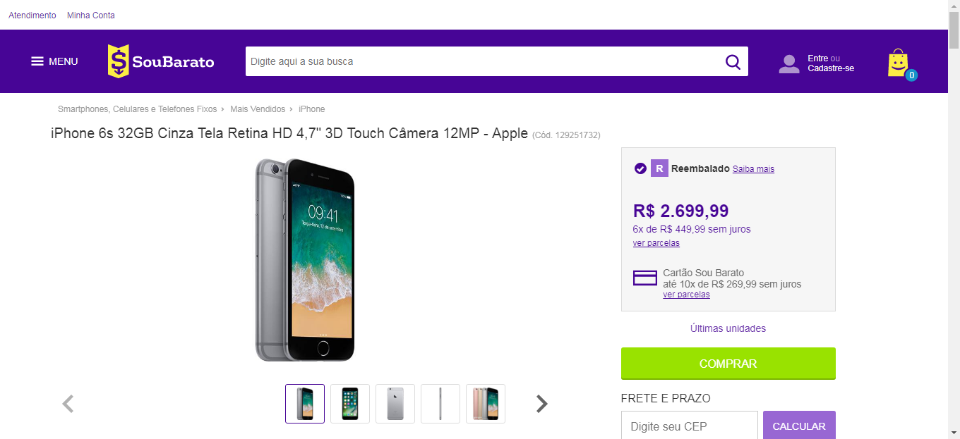 Atendimento Minha Conta
MENU
SouBarato
Digite aqui a sua busca
Entre ou
Cadastre-se
0
Smartphones, Celulares e Telefones Fixos > Mais Vendidos > iPhone
iPhone 6s 32GB Cinza Tela Retina HD 4,7" 3D Touch Câmera 12MP - Apple (Cód. 129251732)
09:41
R Reembalado Saiba mais
R$ 2.699,99
6x de R$ 449,99 sem juros
ver parcelas
Cartão Sou Barato
até 10x de R$ 269,99 sem juros
ver parcelas
Últimas unidades
COMPRAR
FRETE E PRAZO
Digite seu CEP
CALCULAR